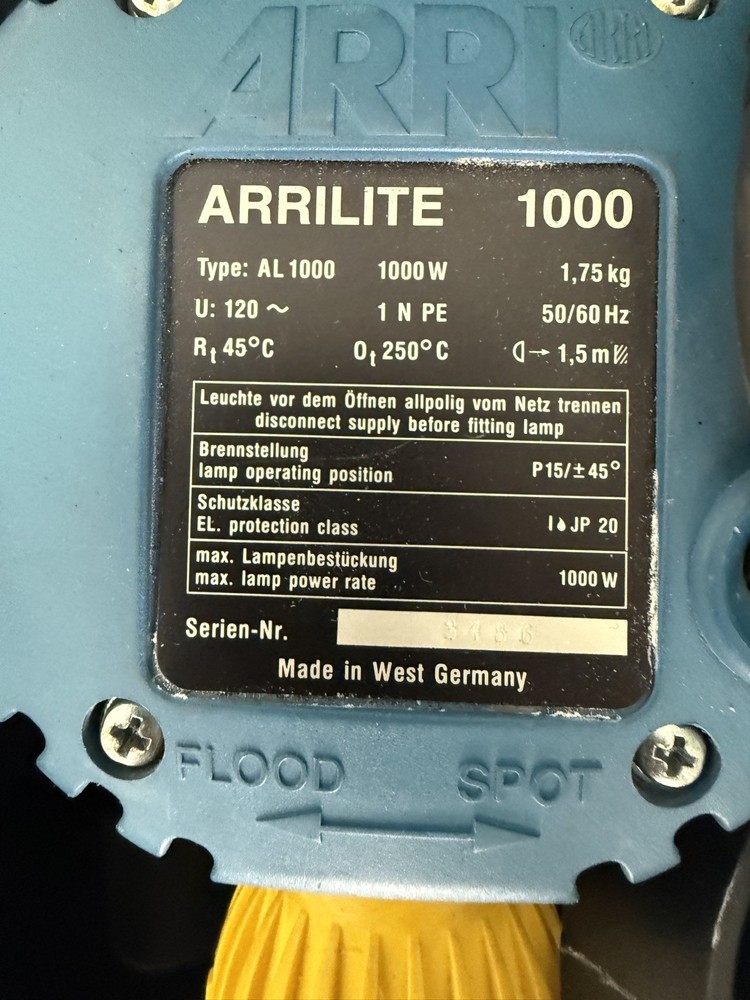 ARRI ARRI
ARRILITE 1000
Type: AL 1000 1000 W 1,75 kg
U: 120 ~ 1 N PE 50/60 Hz
Rt 45°C Ot 250°C 1,5 m
Leuchte vor dem Öffnen allpolig vom Netz trennen
disconnect supply before fitting lamp
Brennstellung
lamp operating position P15/±45°
Schutzklasse
EL. protection class I JP 20
max. Lampenbestückung
max. lamp power rate 1000 W
Serien-Nr.
Made in West Germany
FLOOD SPOT